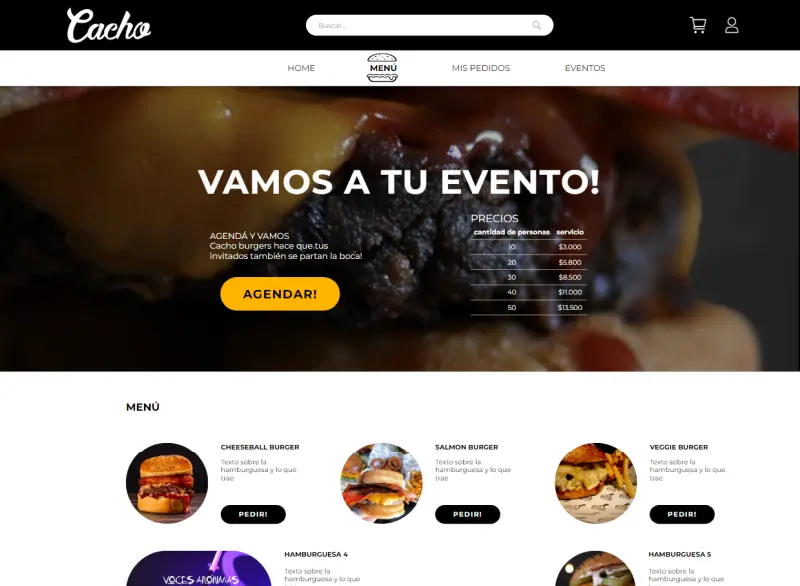 Cacho
Buscar...
HOME
MENÚ
MIS PEDIDOS
EVENTOS
VAMOS A TU EVENTO!
AGENDÁ Y VAMOS
Cacho burgers hace que tus
invitados también se partan la boca!
AGENDAR!
PRECIOS
cantidad de personas servicio
10 $3.000
20 $5.800
30 $8.500
40 $11.000
50 $13.500
MENÚ
CHEESEBALL BURGER
Texto sobre la
hamburguesa y lo que
trae
PEDIR!
SALMON BURGER
Texto sobre la
hamburguesa y lo que
trae
PEDIR!
VEGGIE BURGER
Texto sobre la
hamburguesa y lo que
trae
PEDIR!
VOCES ANÓNIMAS
HAMBURGUESA 4
Texto sobre la
hamburguesa y lo que
HAMBURGUESA 5
Texto sobre la
hamburguesa y lo que